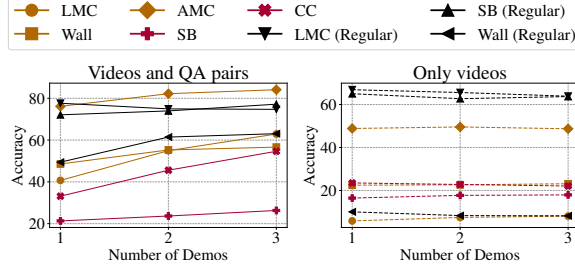 LMC AMC CC SB (Regular)
Wall SB LMC (Regular) Wall (Regular)
Videos and QA pairs
Only videos
Accuracy
80
60
40
20
1 2 3
Number of Demos
Accuracy
60
40
20
1 2 3
Number of Demos